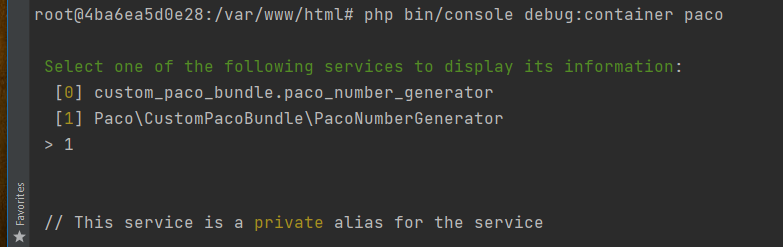 root@4ba6ea5d0e28:/var/www/html# php bin/console debug:container paco
Select one of the following services to display its information:
[0] custom_paco_bundle.paco_number_generator
[1] Paco\CustomPacoBundle\PacoNumberGenerator
> 1
// This service is a private alias for the service
Favorites